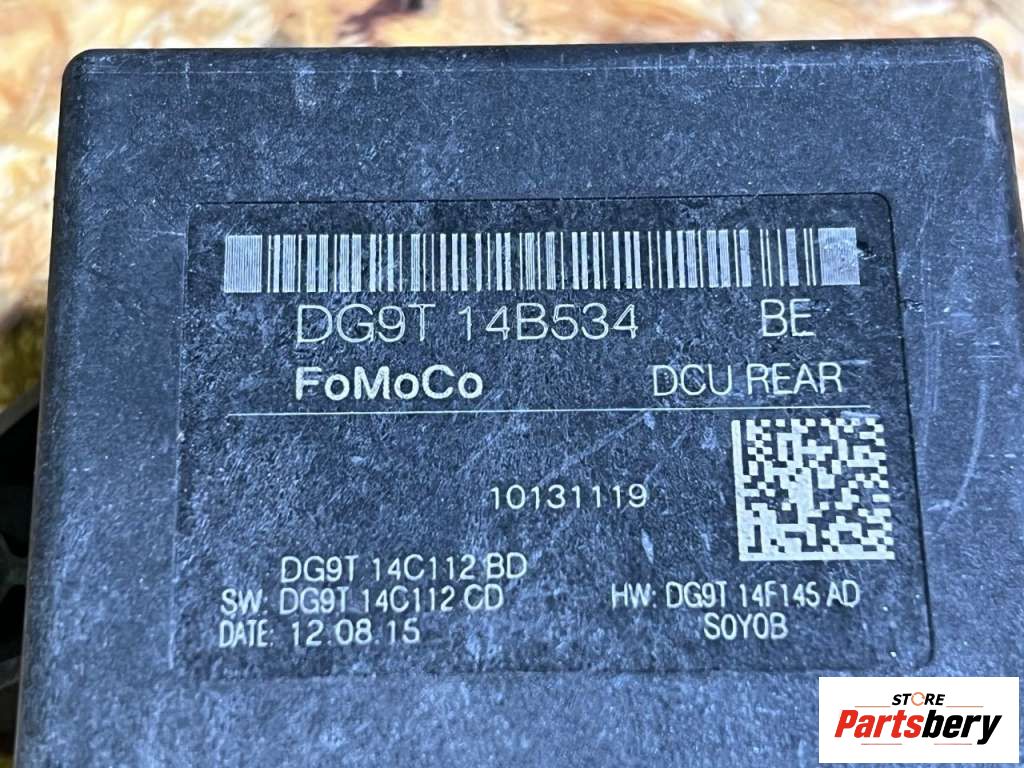 DG9T 14B534 BE
FoMoCo DCU REAR
10131119
DG9T 14C112 BD
SW: DG9T 14C112 CD HW: DG9T 14F145 AD
DATE: 12.08.15 S0Y0B
STORE
Partsbery